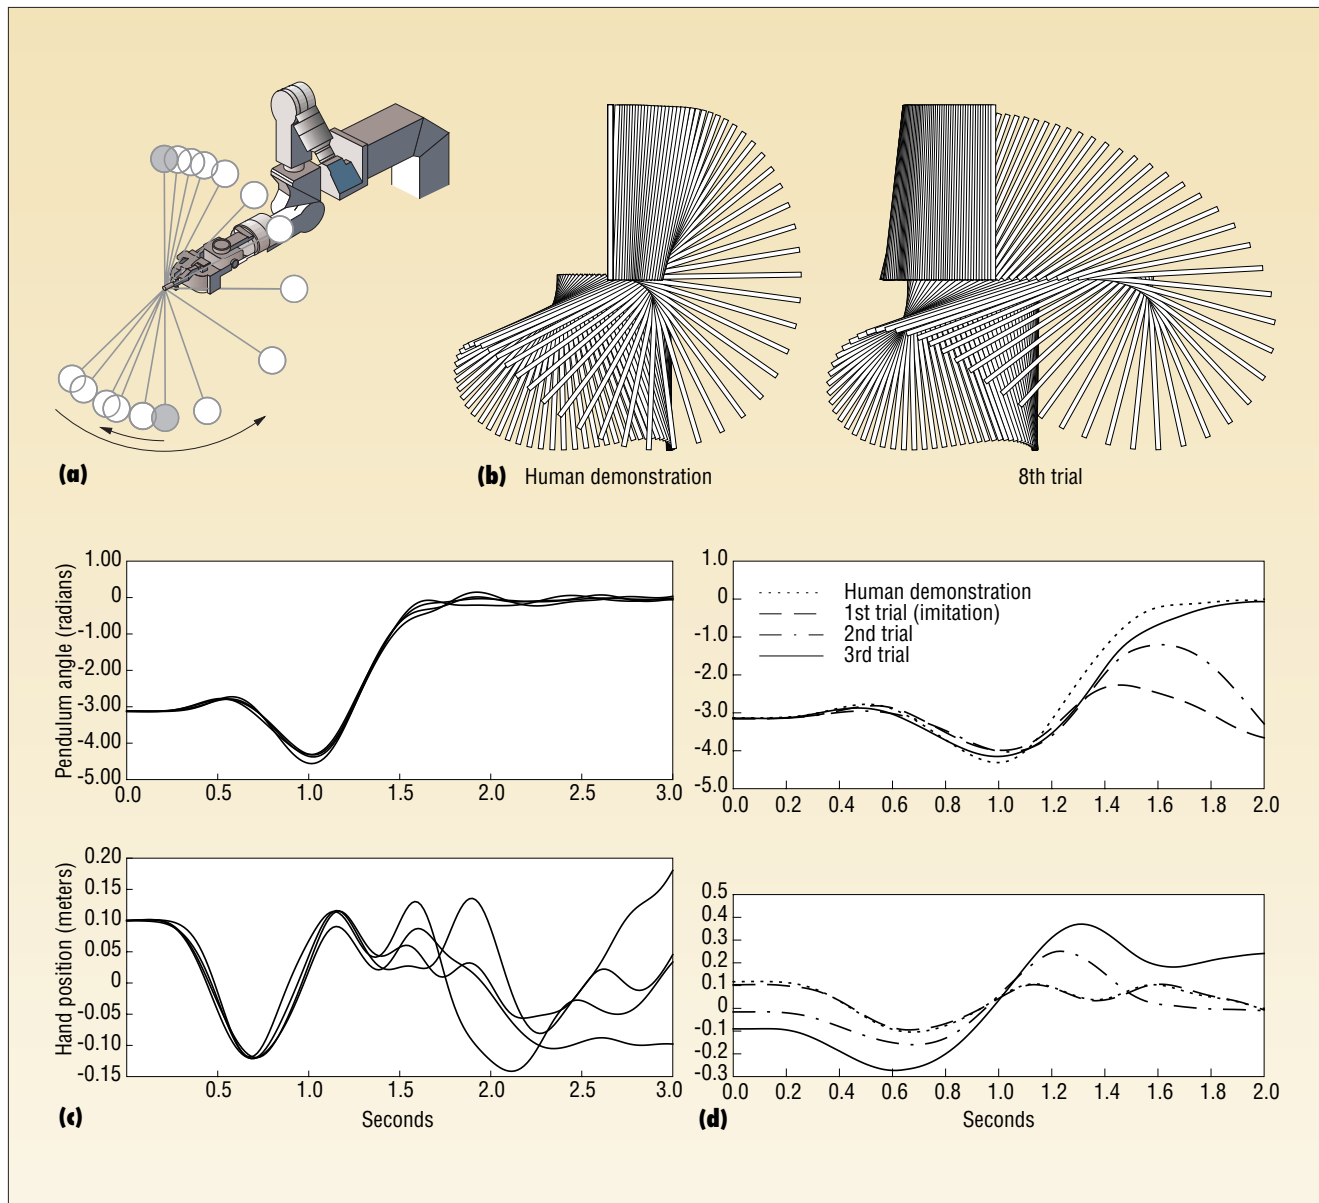 (a)
(b) Human demonstration
8th trial
Pendulum angle (radians)
1.00
0
-1.00
-2.00
-3.00
-4.00
-5.00
0.0 0.5 1.0 1.5 2.0 2.5 3.0
1.0
0
-1.0
-2.0
-3.0
-4.0
-5.0
0.0 0.2 0.4 0.6 0.8 1.0 1.2 1.4 1.6 1.8 2.0
Human demonstration
1st trial (imitation)
2nd trial
3rd trial
Hand position (meters)
0.20
0.15
0.10
0.05
0
-0.05
-0.10
-0.15
0.0 0.5 1.0 1.5 2.0 2.5 3.0
(c)
Seconds
0.5
0.4
0.3
0.2
0.1
0
-0.1
-0.2
-0.3
0.0 0.2 0.4 0.6 0.8 1.0 1.2 1.4 1.6 1.8 2.0
(d)
Seconds